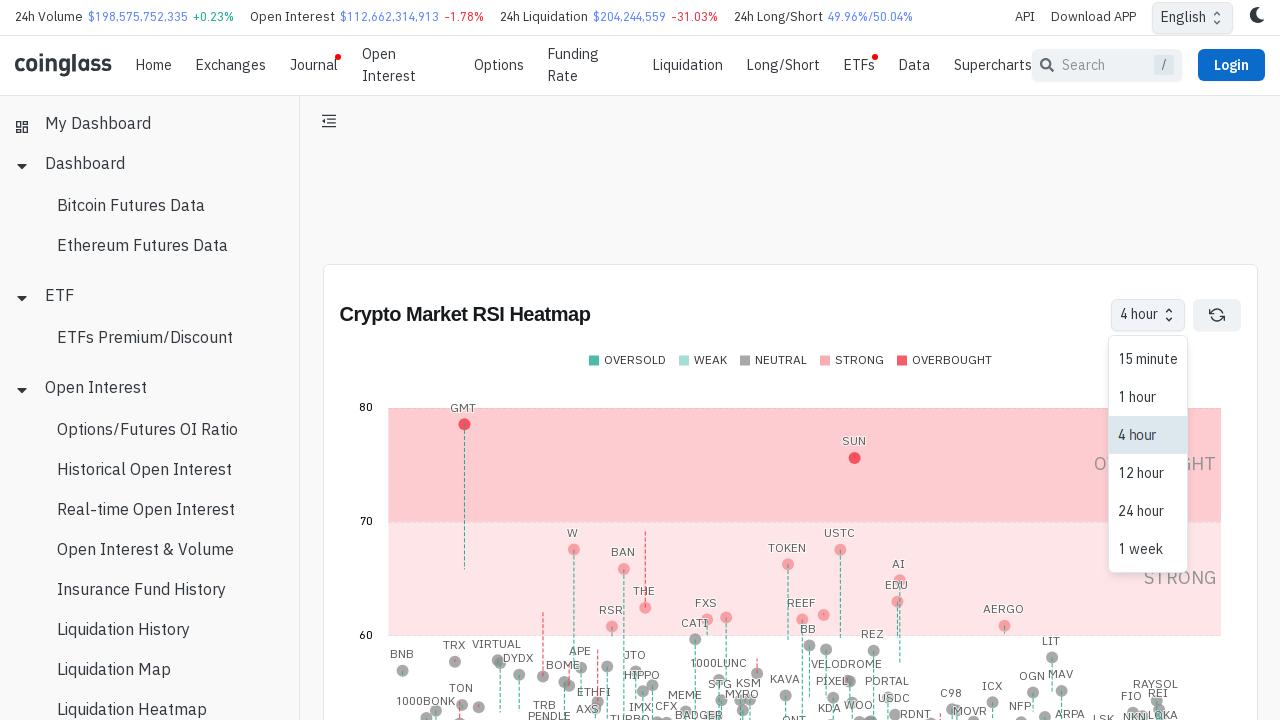 24h Volume $198,575,752,335 +0.23% Open Interest $112,662,314,913 -1.78% 24h Liquidation $204,244,559 -31.03% 24h Long/Short 49.96%/50.04% API Download APP English
coinglass Home Exchanges Journal Open Interest Options Funding Rate Liquidation Long/Short ETFs Data Supercharts Search / Login
My Dashboard
Dashboard
Bitcoin Futures Data
Ethereum Futures Data
ETF
ETFs Premium/Discount
Open Interest
Options/Futures OI Ratio
Historical Open Interest
Real-time Open Interest
Open Interest & Volume
Insurance Fund History
Liquidation History
Liquidation Map
Liquidation Heatmap
Crypto Market RSI Heatmap 4 hour
15 minute
1 hour
4 hour
12 hour
24 hour
1 week
OVERSOLD WEAK NEUTRAL STRONG OVERBOUGHT
80
GMT
SUN
70
W
USTC
BAN
TOKEN
AI
STRONG
EDU
THE
RSR
FXS
REEF
AERGO
CATI
60
BB
REZ
LIT
BNB
TRX
VIRTUAL
APE
JTO
DYDX
BOME
1000LUNC
VELODROME
HIPPO
KAVA
PIXEL
PORTAL
OGN
MAV
TON
ETHFI
STG
KSM
MYRO
MEME
USDC
C98
ICX
RAYSOL
FIO
REI
1000BONK
TRB
AXS
IMX
CFX
BADGER
KDA
WOO
RDNT
MOVR
NFP
ARPA
PENDLE
TURBO
ONT
LSK
NKN